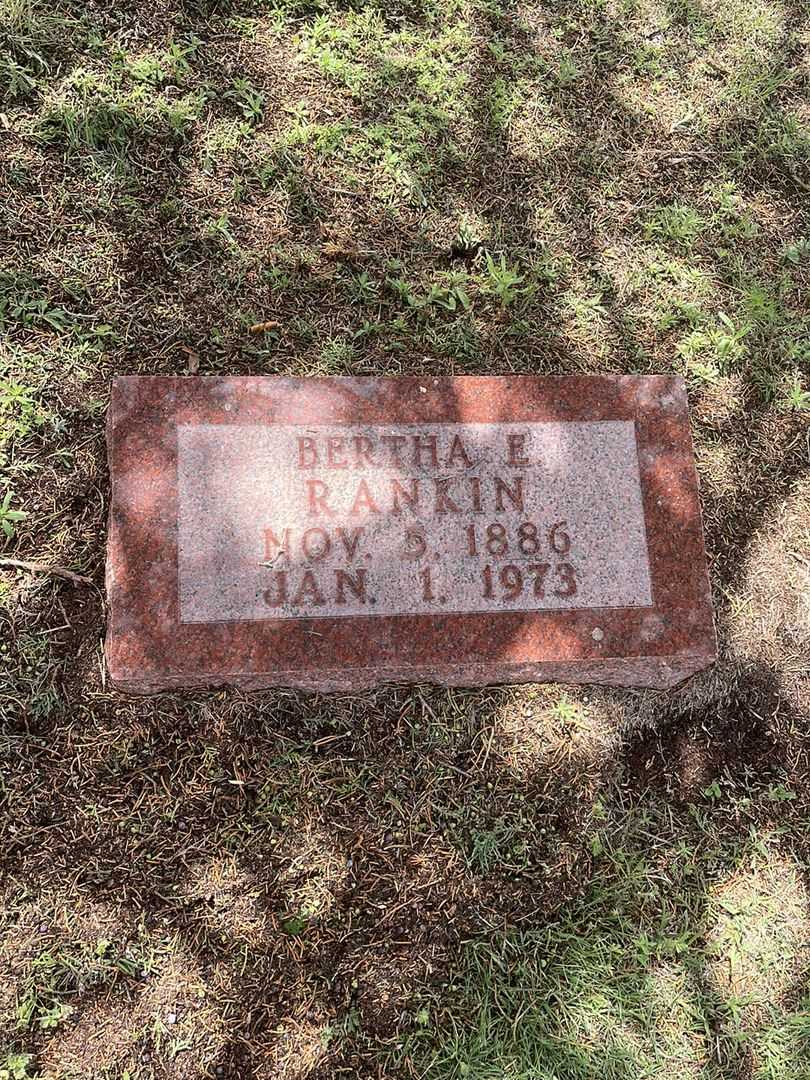 BERTHA E.
RANKIN
NOV. 5, 1886
JAN. 1, 1973